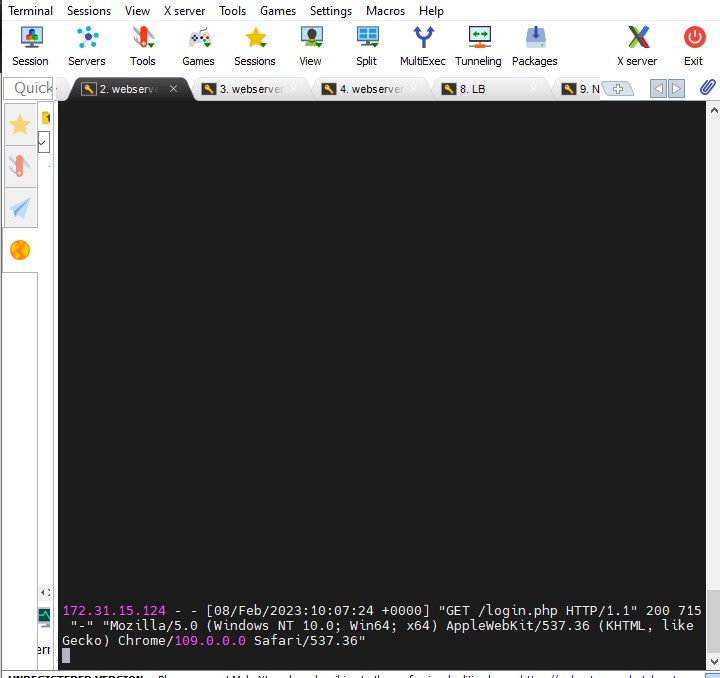 Terminal Sessions View X server Tools Games Settings Macros Help
Session Servers Tools Games Sessions View Split MultiExec Tunneling Packages X server Exit
Quick 2. webserve 3. webserver 4. webserver 8. LB 9. N
172.31.15.124 - - [08/Feb/2023:10:07:24 +0000] "GET /login.php HTTP/1.1" 200 715
"-" "Mozilla/5.0 (Windows NT 10.0; Win64; x64) AppleWebKit/537.36 (KHTML, like
Gecko) Chrome/109.0.0.0 Safari/537.36"